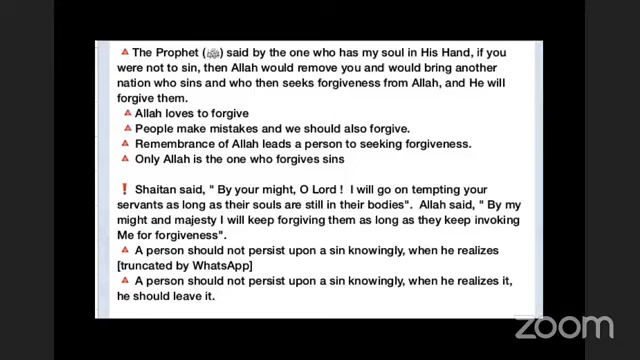 🔺The Prophet (ﷺ) said by the one who has my soul in His Hand, if you
were not to sin, then Allah would remove you and would bring another
nation who sins and who then seeks forgiveness from Allah, and He will
forgive them.
🔺 Allah loves to forgive
🔺 People make mistakes and we should also forgive.
🔺 Remembrance of Allah leads a person to seeking forgiveness.
🔺 Only Allah is the one who forgives sins
❗ Shaitan said, " By your might, O Lord ! I will go on tempting your
servants as long as their souls are still in their bodies". Allah said, " By my
might and majesty I will keep forgiving them as long as they keep invoking
Me for forgiveness".
🔺 A person should not persist upon a sin knowingly, when he realizes
[truncated by WhatsApp]
🔺 A person should not persist upon a sin knowingly, when he realizes it,
he should leave it.
zoom